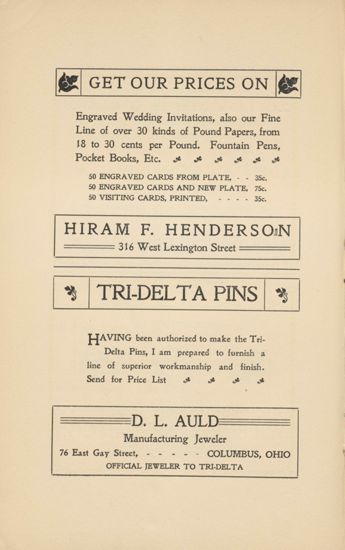 GET OUR PRICES ON
Engraved Wedding Invitations, also our Fine
Line of over 30 kinds of Pound Papers, from
18 to 30 cents per Pound. Fountain Pens,
Pocket Books, Etc.
50 ENGRAVED CARDS FROM PLATE, - - 35c.
50 ENGRAVED CARDS AND NEW PLATE, 75c.
50 VISITING CARDS, PRINTED, - - - - 35c.
HIRAM F. HENDERSON
316 West Lexington Street
TRI-DELTA PINS
HAVING been authorized to make the Tri-
Delta Pins, I am prepared to furnish a
line of superior workmanship and finish.
Send for Price List
D. L. AULD
Manufacturing Jeweler
76 East Gay Street, - - - - - COLUMBUS, OHIO
OFFICIAL JEWELER TO TRI-DELTA